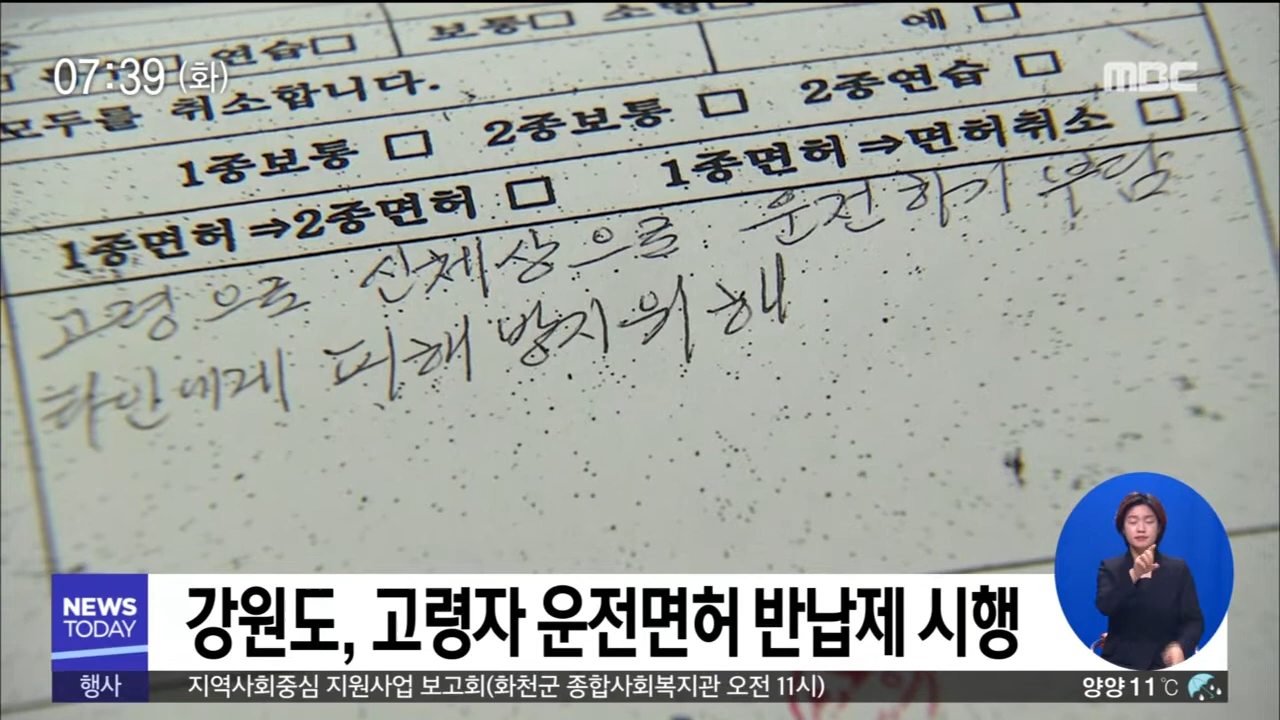 07:39 (화)
MBC
연습□ 보통□
예 □
모두를 취소합니다.
1종보통 □ 2종보통 □ 2종연습 □
1종면허⇒2종면허 □ 1종면허⇒면허취소 □
고령으로 신체상으로 운전하기 부담
타인에게 피해 방지위해
NEWS
TODAY
강원도, 고령자 운전면허 반납제 시행
행사
지역사회중심 지원사업 보고회(화천군 종합사회복지관 오전 11시)
양양 11℃